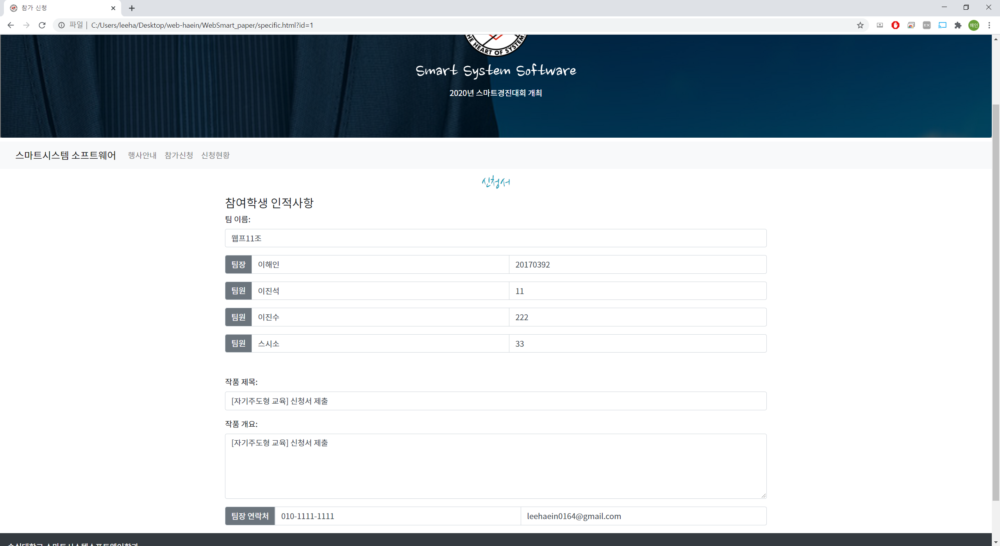 참가 신청
파일 | C:/Users/leeha/Desktop/web-haein/WebSmart_paper/specific.html?id=1
EX
해인
THE HEART OF SYSTEM
Smart System Software
2020년 스마트경진대회 개최
스마트시스템 소프트웨어 행사안내 참가신청 신청현황
신청서
참여학생 인적사항
팀 이름:
웹프11조
팀장 이해인 20170392
팀원 이진석 11
팀원 이진수 222
팀원 스시소 33
작품 제목:
[자기주도형 교육] 신청서 제출
작품 개요:
[자기주도형 교육] 신청서 제출
팀장 연락처 010-1111-1111 leehaein0164@gmail.com